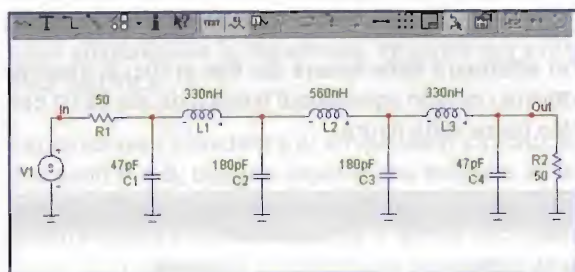 TEXT
330nH 560nH 330nH
In 50 Out
R1 L1 L2 L3
V1 47pF 180pF 180pF 47pF R2
C1 C2 C3 C4 50